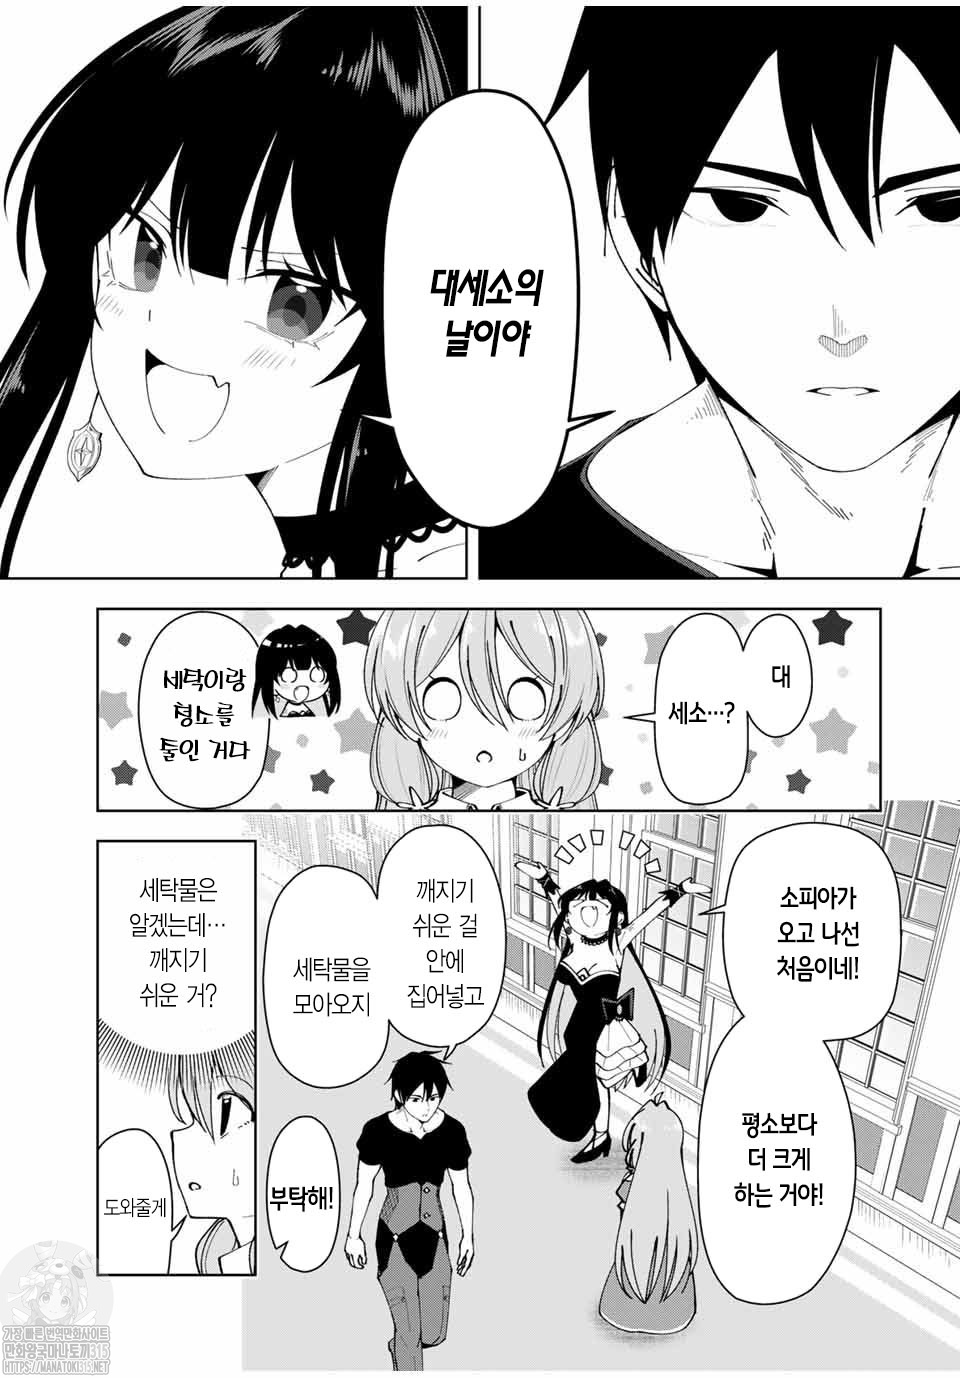 대세소의
날이야
대
세소…?
세탁이랑
청소를
줄인 거다
소피아가
오고 나선
처음이네!
평소보다
더 크게
하는 거야!
깨지기
쉬운 걸
안에
집어넣고
세탁물을
모아오지
부탁해!
세탁물은
알겠는데…
깨지기
쉬운 거?
도와줄게
가장 빠른 번역만화사이트
만화왕국마나토끼315
HTTPS://MANATOKI315.NET